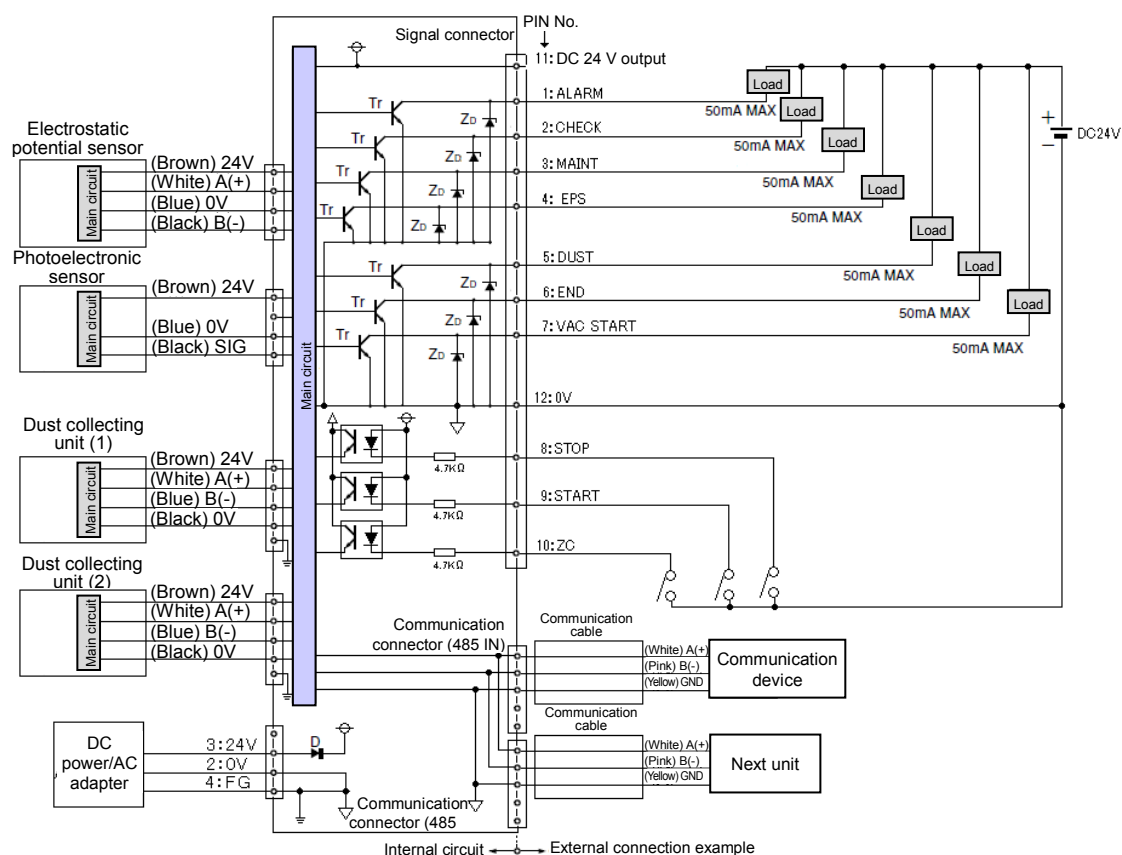 PIN No.
Signal connector
11: DC 24 V output
1: ALARM
2: CHECK
3: MAINT
4: EPS
5: DUST
6: END
7: VAC START
12: 0V
8: STOP
9: START
10: ZC
Load
50mA MAX
Load
50mA MAX
Load
50mA MAX
Load
50mA MAX
Load
50mA MAX
Load
50mA MAX
Load
50mA MAX
+
−
DC24V
Tr
ZD
Tr
ZD
Tr
ZD
Tr
ZD
Tr
ZD
Tr
ZD
Tr
ZD
Main circuit
4.7KΩ
4.7KΩ
4.7KΩ
Electrostatic
potential sensor
Main circuit
(Brown) 24V
(White) A(+)
(Blue) 0V
(Black) B(-)
Photoelectronic
sensor
Main circuit
(Brown) 24V
(Blue) 0V
(Black) SIG
Dust collecting
unit (1)
Main circuit
(Brown) 24V
(White) A(+)
(Blue) B(-)
(Black) 0V
Dust collecting
unit (2)
Main circuit
(Brown) 24V
(White) A(+)
(Blue) B(-)
(Black) 0V
DC
power/AC
adapter
3:24V
2:0V
4:FG
D
Communication
connector (485 IN)
Communication
cable
(White) A(+)
(Pink) B(-)
(Yellow) GND
Communication
device
Communication
cable
(White) A(+)
(Pink) B(-)
(Yellow) GND
Next unit
Communication
connector (485
Internal circuit
External connection example